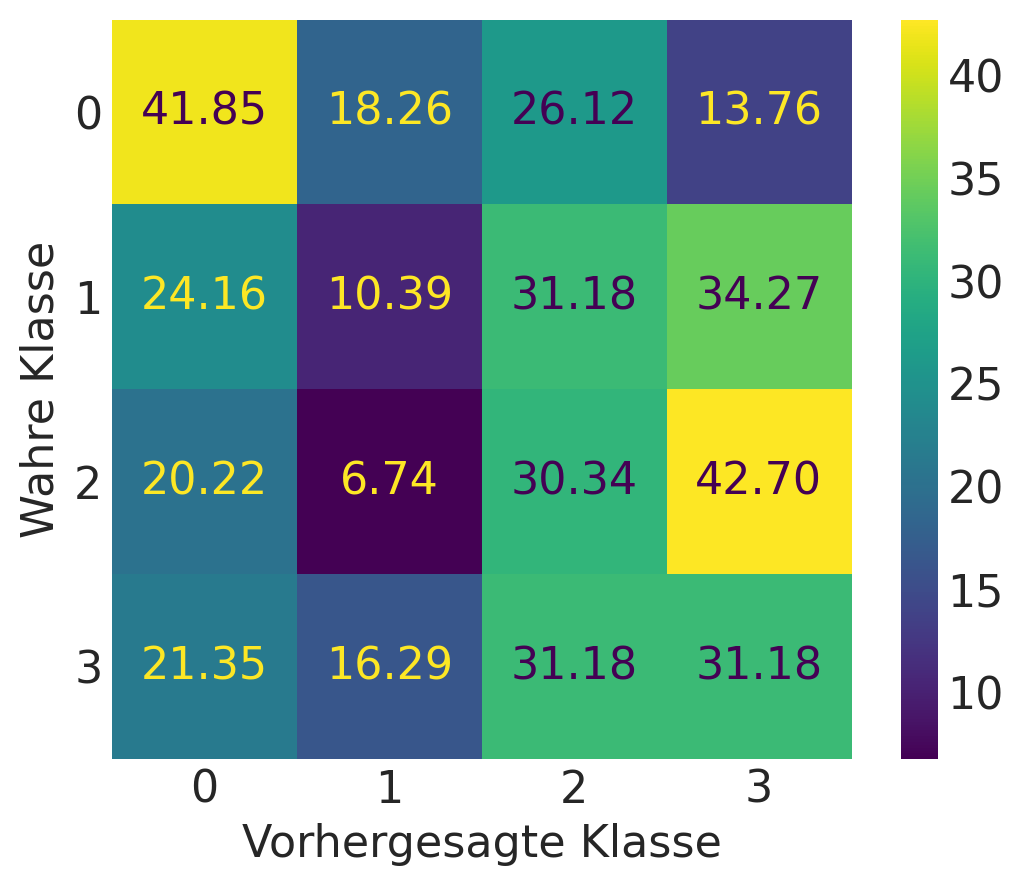 0 41.85 18.26 26.12 13.76
1 24.16 10.39 31.18 34.27
2 20.22 6.74 30.34 42.70
3 21.35 16.29 31.18 31.18
0 1 2 3
Vorhergesagte Klasse
Wahre Klasse
40
35
30
25
20
15
10